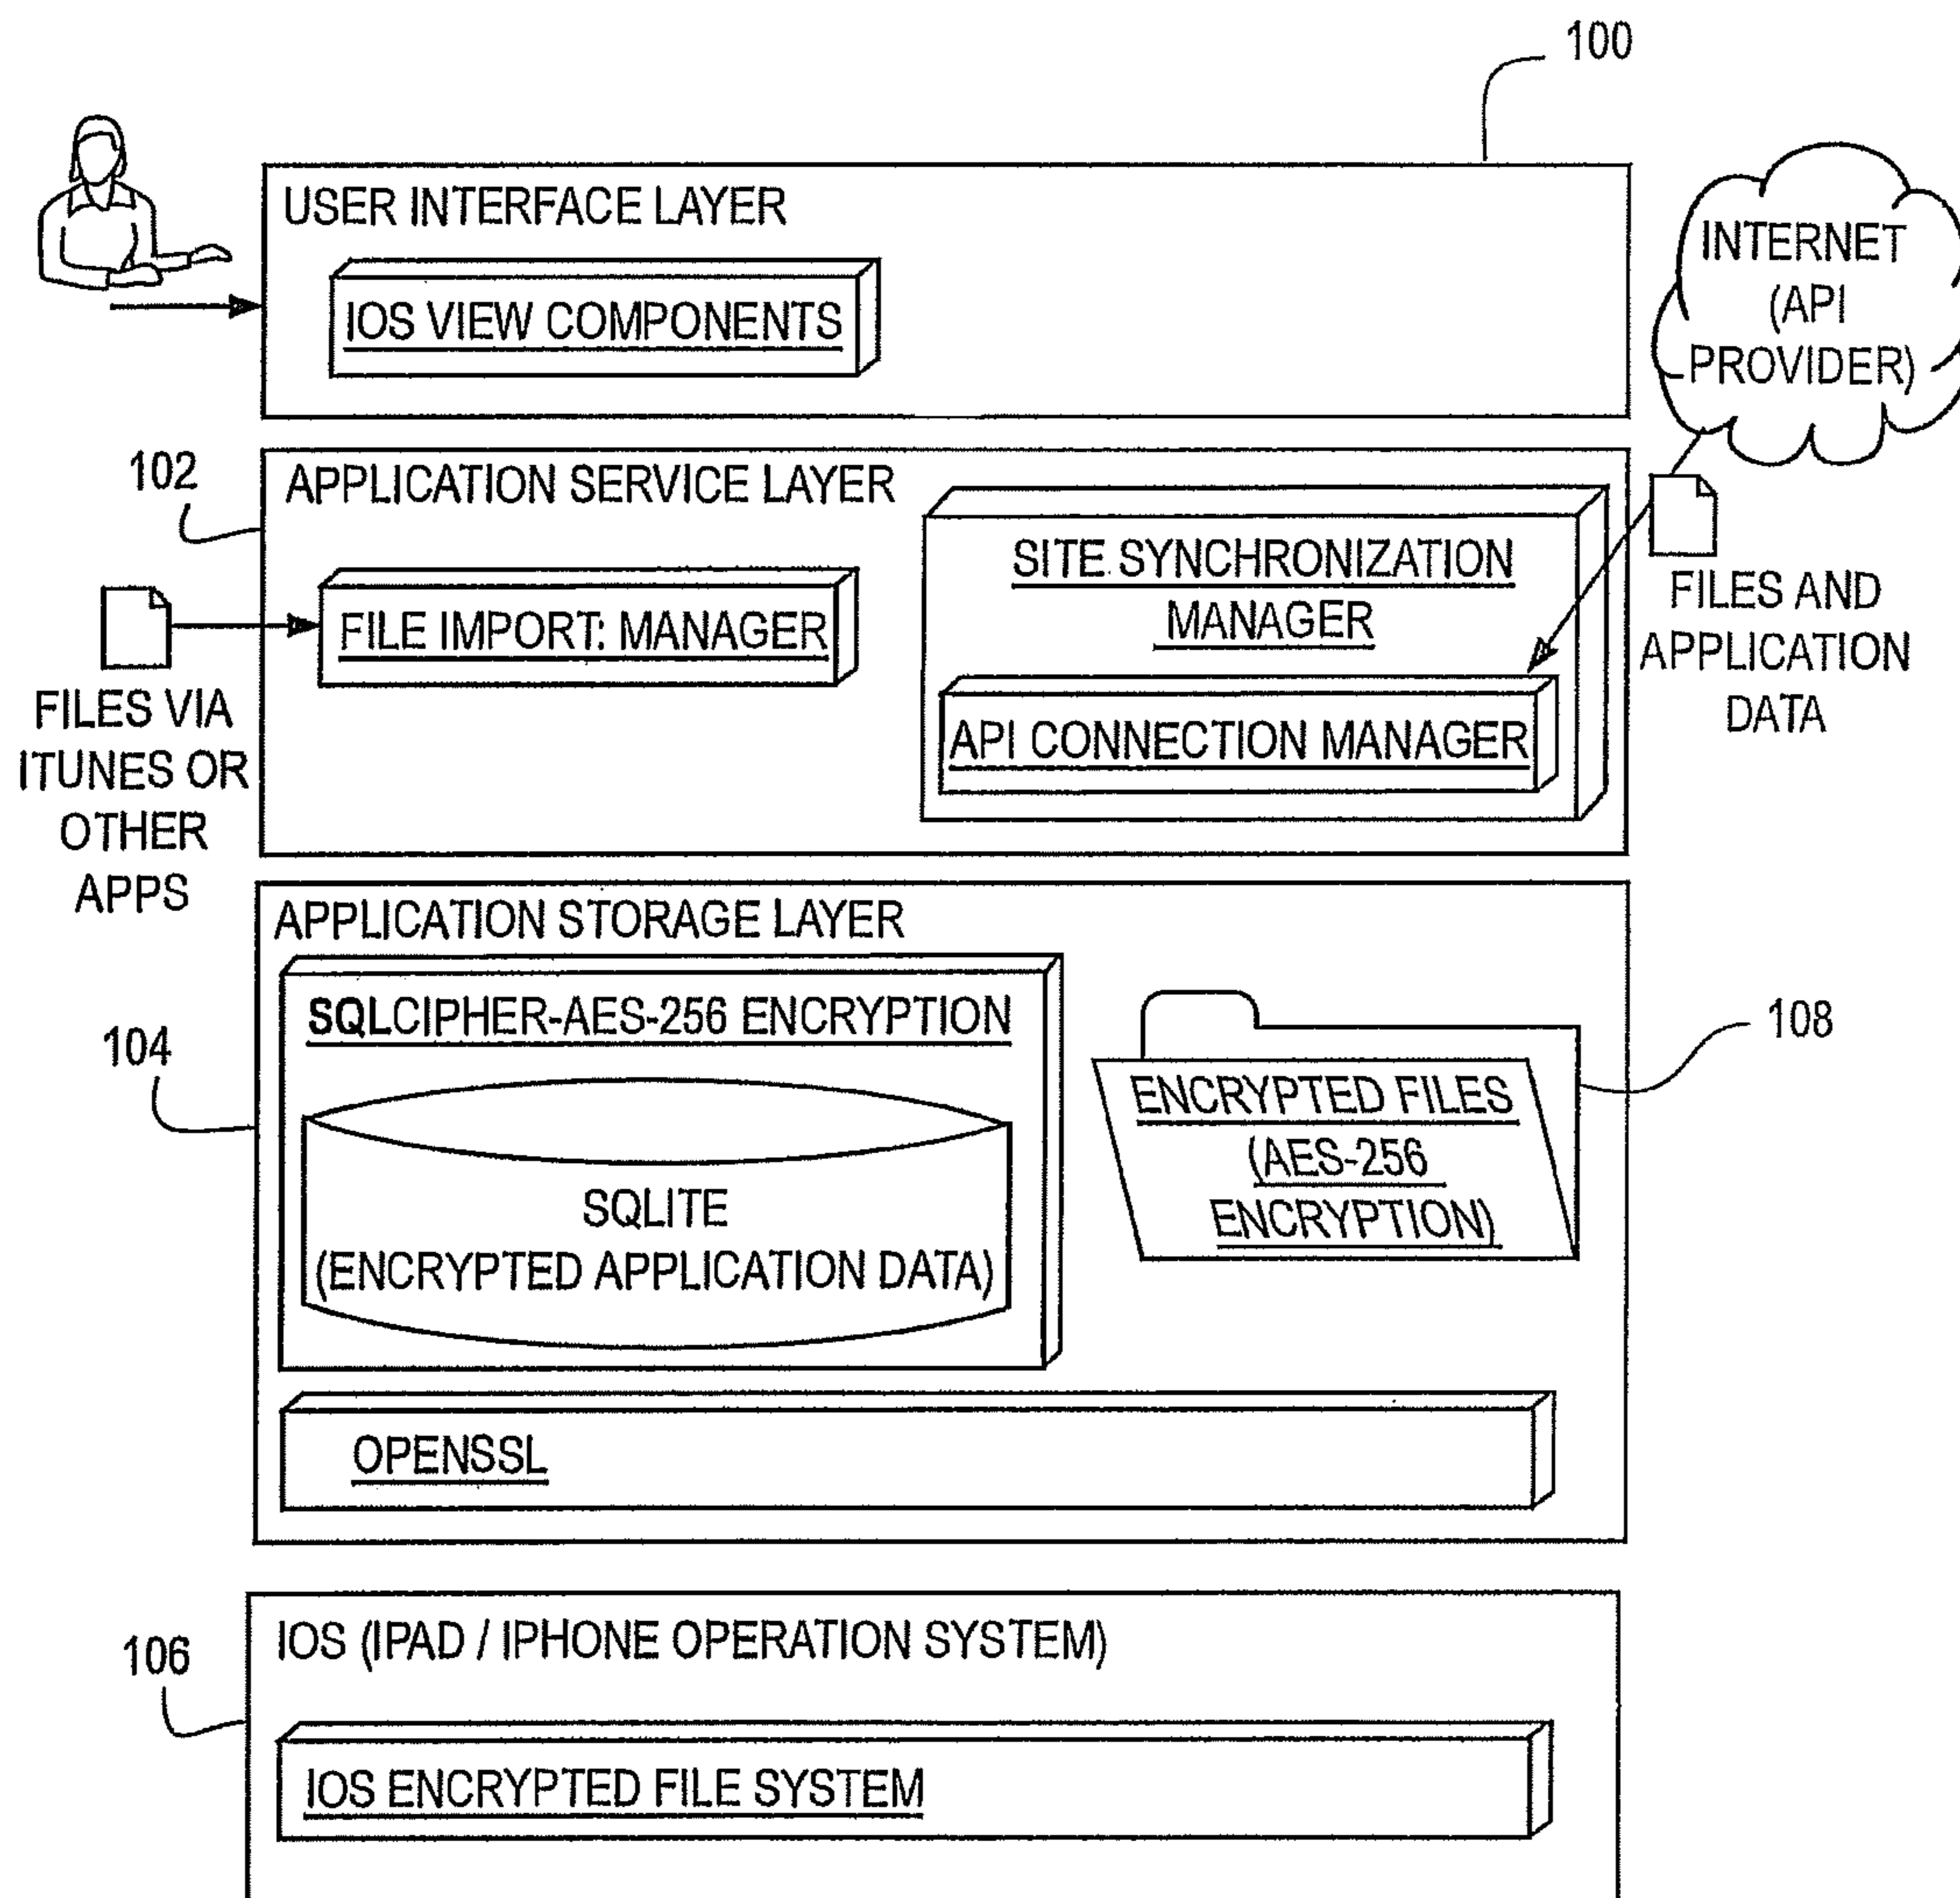 100
USER INTERFACE LAYER
IOS VIEW COMPONENTS
INTERNET
(API
PROVIDER)
102
APPLICATION SERVICE LAYER
FILE IMPORT: MANAGER
SITE SYNCHRONIZATION
MANAGER
API CONNECTION MANAGER
FILES VIA
ITUNES OR
OTHER
APPS
FILES AND
APPLICATION
DATA
APPLICATION STORAGE LAYER
104
SQLCIPHER-AES-256 ENCRYPTION
SQLITE
(ENCRYPTED APPLICATION DATA)
ENCRYPTED FILES
(AES-256
ENCRYPTION)
108
OPENSSL
106
IOS (IPAD / IPHONE OPERATION SYSTEM)
IOS ENCRYPTED FILE SYSTEM